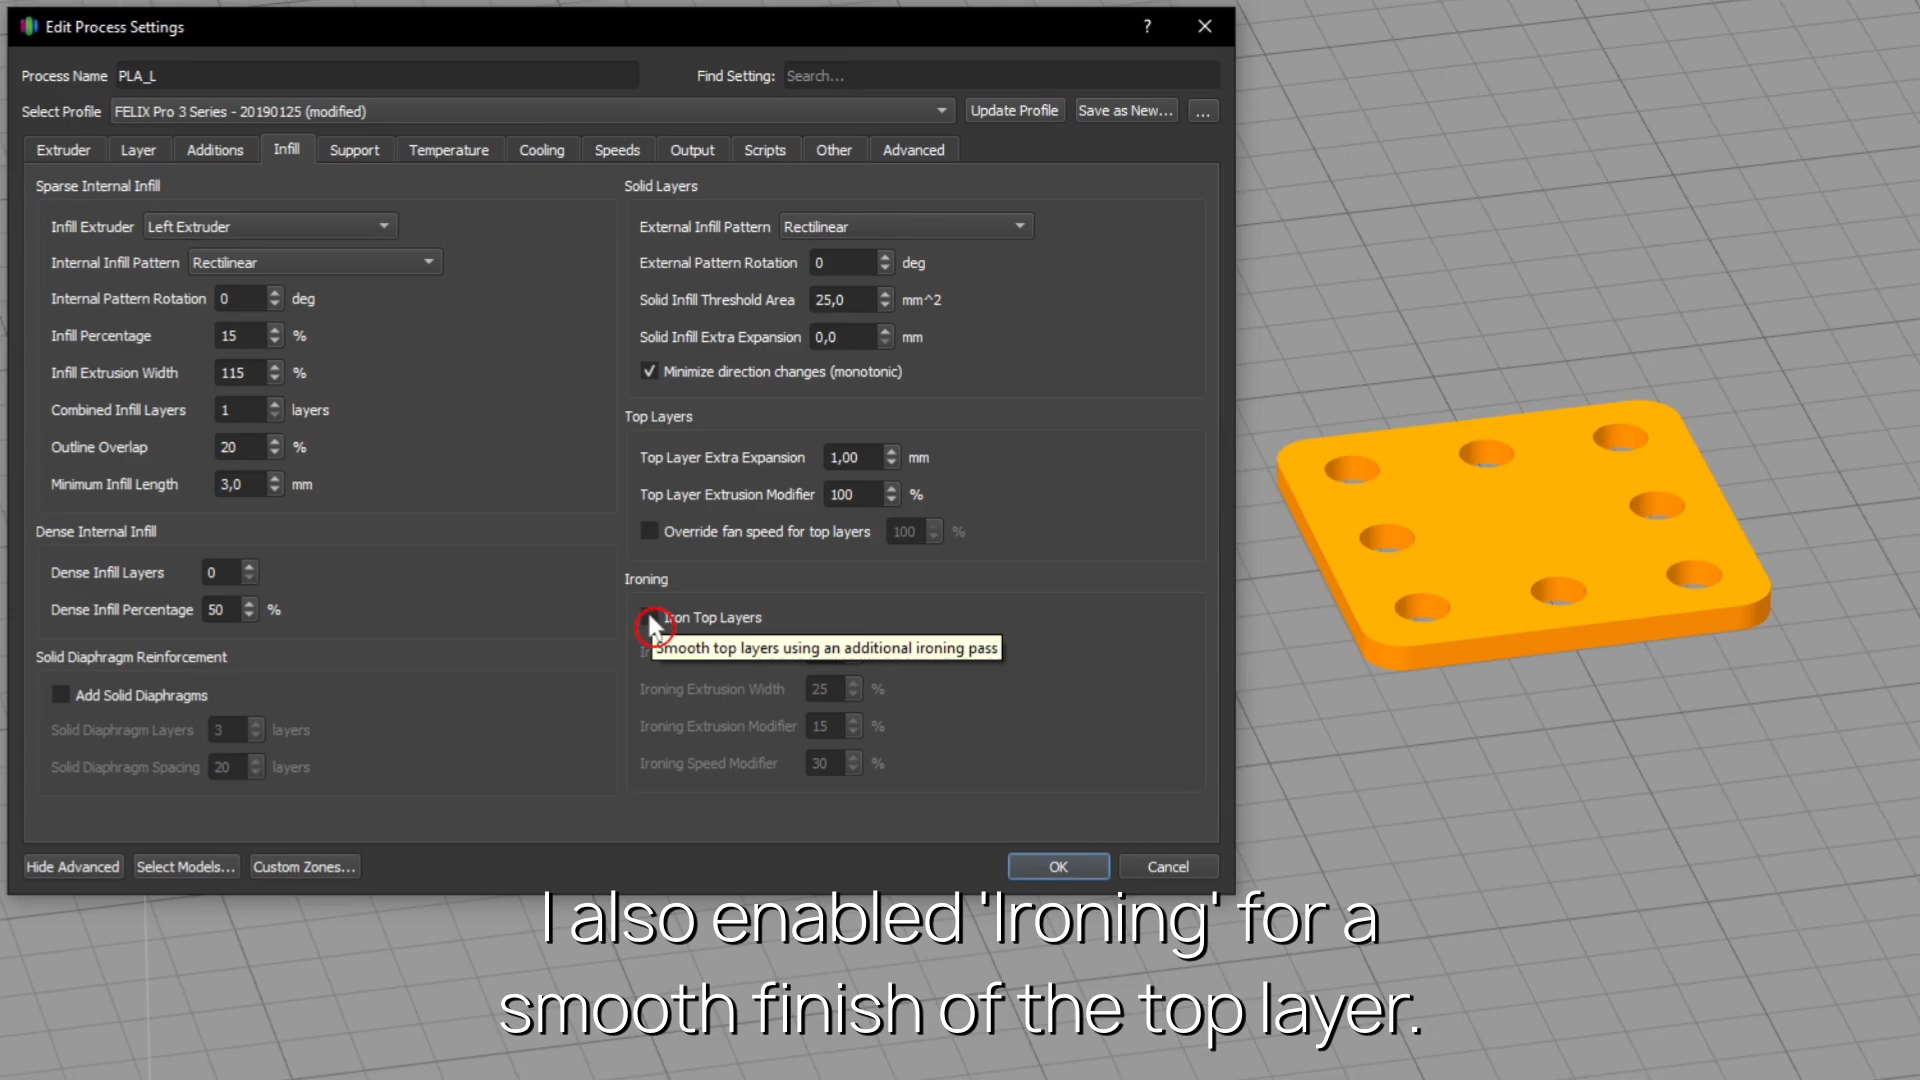 Edit Process Settings
?
Process Name PLA_L
Find Setting: Search...
Select Profile FELIX Pro 3 Series - 20190125 (modified)
Update Profile Save as New... ...
Extruder Layer Additions Infill Support Temperature Cooling Speeds Output Scripts Other Advanced
Sparse Internal Infill
Infill Extruder Left Extruder
Internal Infill Pattern Rectilinear
Internal Pattern Rotation 0 deg
Infill Percentage 15 %
Infill Extrusion Width 115 %
Combined Infill Layers 1 layers
Outline Overlap 20 %
Minimum Infill Length 3,0 mm
Dense Internal Infill
Dense Infill Layers 0
Dense Infill Percentage 50 %
Solid Diaphragm Reinforcement
Add Solid Diaphragms
Solid Diaphragm Layers 3 layers
Solid Diaphragm Spacing 20 layers
Solid Layers
External Infill Pattern Rectilinear
External Pattern Rotation 0 deg
Solid Infill Threshold Area 25,0 mm^2
Solid Infill Extra Expansion 0,0 mm
Minimize direction changes (monotonic)
Top Layers
Top Layer Extra Expansion 1,00 mm
Top Layer Extrusion Modifier 100 %
Override fan speed for top layers 100 %
Ironing
Iron Top Layers
Smooth top layers using an additional ironing pass
Ironing Extrusion Width 25 %
Ironing Extrusion Modifier 15 %
Ironing Speed Modifier 30 %
Hide Advanced Select Models... Custom Zones...
OK Cancel
I also enabled 'Ironing' for a
smooth finish of the top layer.